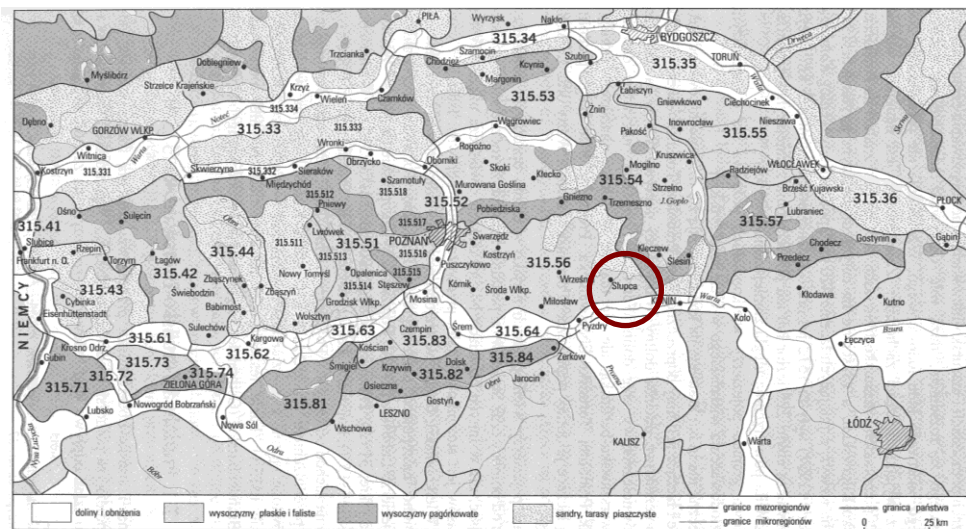 PIŁA
Wyrzysk
Nakło
315.34
BYDGOSZCZ
Drwęca
Trzcianka
Szamocin
Szubin
315.35
TORUŃ
Dobiegniew
Chodzież
Kcynia
Myślibórz
Margonin
Wisła
Strzelce Krajeńskie
Krzyż
Wieleń
Czarnków
315.53
Łabiszyn
Gniewkowo
Ciechocinek
315.334
Żnin
Nieszawa
Dębno
Noteć
315.33
315.333
Wągrowiec
Pakość
Inowrocław
315.55
Skrwa
GORZÓW WLKP.
Wronki
Rogoźno
Witnica
Warta
Obrzycko
Oborniki
Skoki
Kruszwica
Kostrzyn
315.331
Skwierzyna
315.332
Sieraków
Mogilno
Radziejów
WŁOCŁAWEK
Międzychód
Szamotuły
Kłecko
315.54
Strzelno
Brześć Kujawski
315.512
315.518
Murowana Goślina
315.36
Pniewy
315.52
Gniezno
Trzemeszno
J.Gopło
315.57
Lubraniec
PŁOCK
Ośno
Sulęcin
Obra
Pobiedziska
315.41
Lwówek
315.517
Słubice
315.44
315.511
315.51
POZNAŃ
Swarzędz
Gostynin
Gąbin
Frankfurt n. O.
Rzepin
Torzym
Łagów
315.513
315.516
Kostrzyn
Kleczew
Chodecz
315.42
Zbąszynek
Nowy Tomyśl
Opalenica
315.515
Puszczykowo
315.56
Ślesin
Przedecz
315.43
Świebodzin
Zbąszyń
315.514
Stęszew
Września
Słupca
Kłodawa
Cybinka
Babimost
Grodzisk Wlkp.
Mosina
Kórnik
Środa Wlkp.
KONIN
Warta
Kutno
Eisenhüttenstadt
Wolsztyn
Miłosław
Koło
NIEMCY
Sulechów
315.63
Czempiń
Śrem
Pyzdry
Bzura
315.61
Kargowa
315.83
315.64
Krosno Odrz.
315.62
Kościan
Łęczyca
Gubin
315.73
Śmigiel
Krzywiń
Dolsk
315.84
Żerków
315.72
315.74
315.82
Prosna
315.71
ZIELONA GÓRA
Osieczna
Obra
Jarocin
315.81
Lubsko
Nowogród Bobrzański
LESZNO
Gostyń
Nowa Sól
Wschowa
ŁÓDŹ
Nysa Łużycka
Odra
KALISZ
Warta
Bóbr
doliny i obniżenia
wysoczyzny płaskie i faliste
wysoczyzny pagórkowate
sandry, tarasy piaszczyste
granice mezoregionów
granice mikroregionów
granica państwa
0 25 km